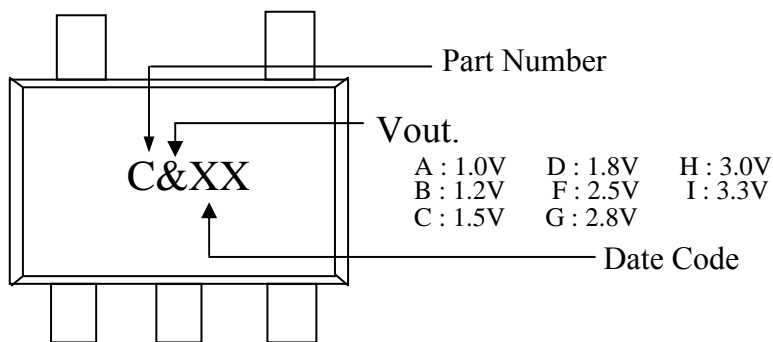 Part Number
Vout.
C&XX
A : 1.0V D : 1.8V H : 3.0V
B : 1.2V F : 2.5V I : 3.3V
C : 1.5V G : 2.8V
Date Code